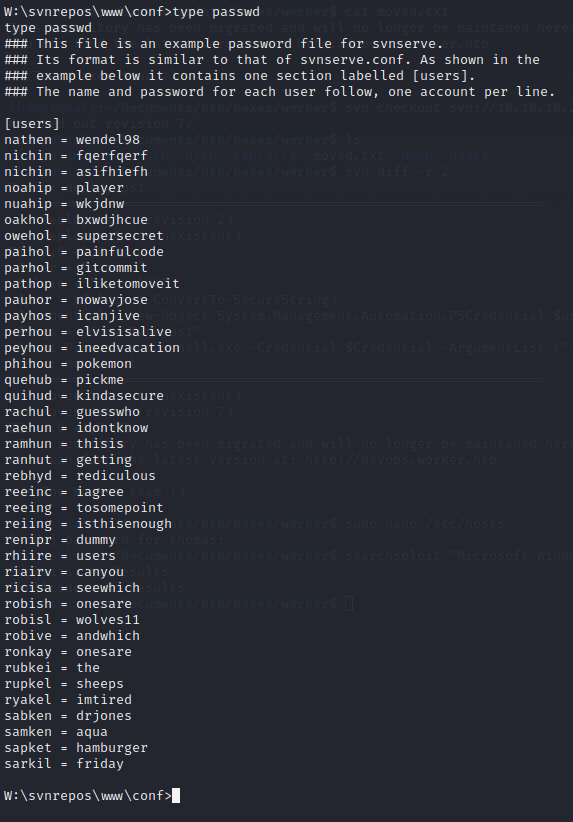 W:\svnrepos\www\conf>type passwd
type passwd
### This file is an example password file for svnserve.
### Its format is similar to that of svnserve.conf. As shown in the
### example below it contains one section labelled [users].
### The name and password for each user follow, one account per line.
[users]
nathen = wendel98
nichin = fqerfqerf
nichin = asifhiefh
noahip = player
nuahip = wkjdnw
oakhol = bxwdjhcue
owehol = supersecret
paihol = painfulcode
parhol = gitcommit
pathop = iliketomoveit
pauhor = nowayjose
payhos = icanjive
perhou = elvisisalive
peyhou = ineedvacation
phihou = pokemon
quehub = pickme
quihud = kindasecure
rachul = guesswho
raehun = idontknow
ramhun = thisis
ranhut = getting
rebhyd = rediculous
reeinc = iagree
reeing = tosomepoint
reiing = isthisenough
renipr = dummy
rhiire = users
riairv = canyou
ricisa = seewhich
robish = onesare
robisl = wolves11
robive = andwhich
ronkay = onesare
rubkei = the
rupkel = sheeps
ryakel = imtired
sabken = drjones
samken = aqua
sapket = hamburger
sarkil = friday
W:\svnrepos\www\conf>